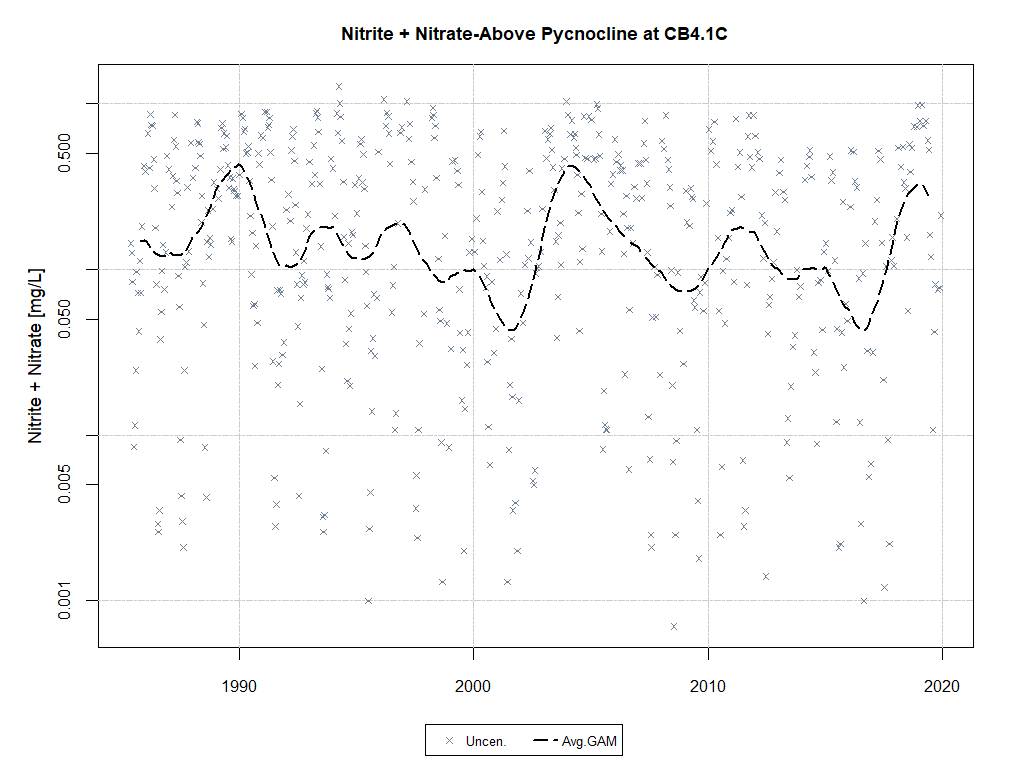 Nitrite + Nitrate-Above Pycnocline at CB4.1C
Nitrite + Nitrate [mg/L]
0.500
0.050
0.005
0.001
1990 2000 2010 2020
Uncen. Avg.GAM